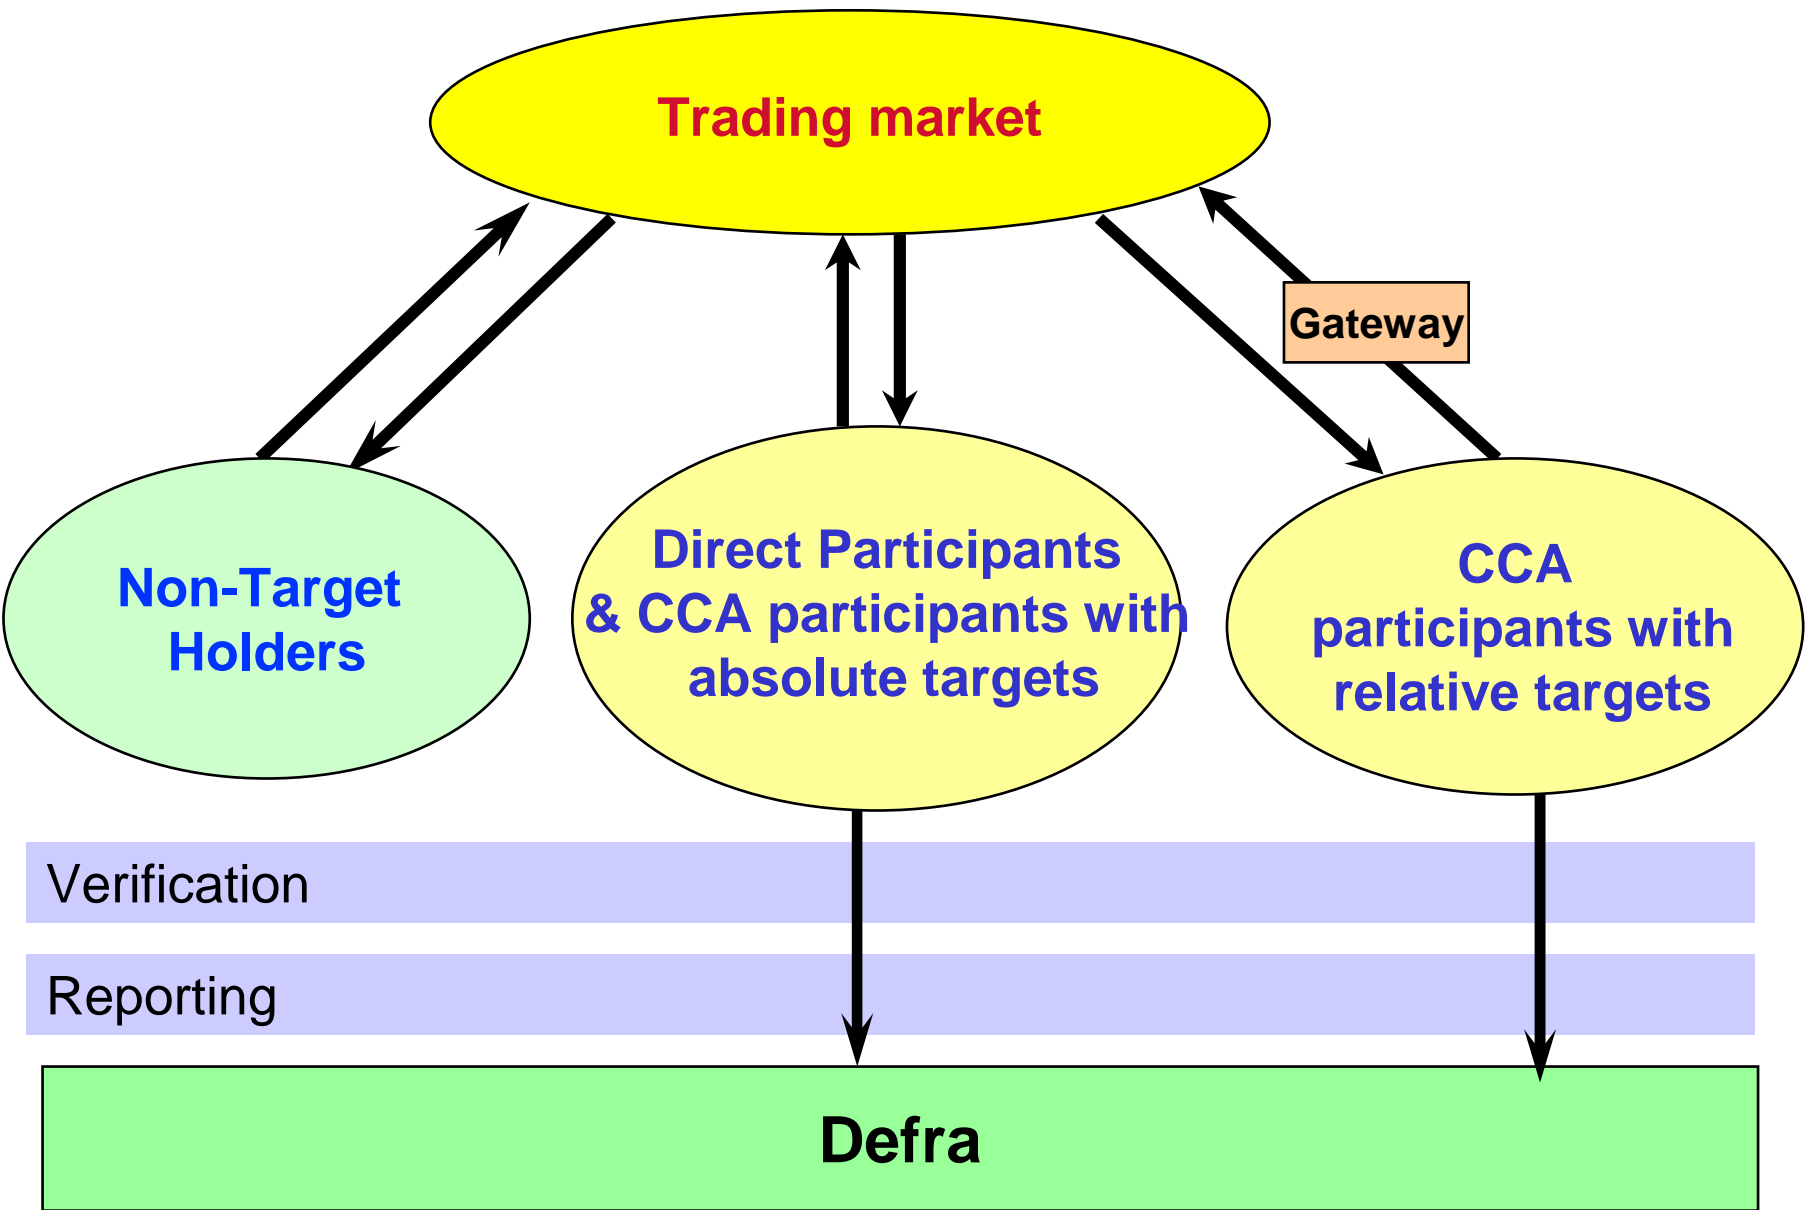 Trading market
Gateway
Non-Target
Holders
Direct Participants
& CCA participants with
absolute targets
CCA
participants with
relative targets
Verification
Reporting
Defra